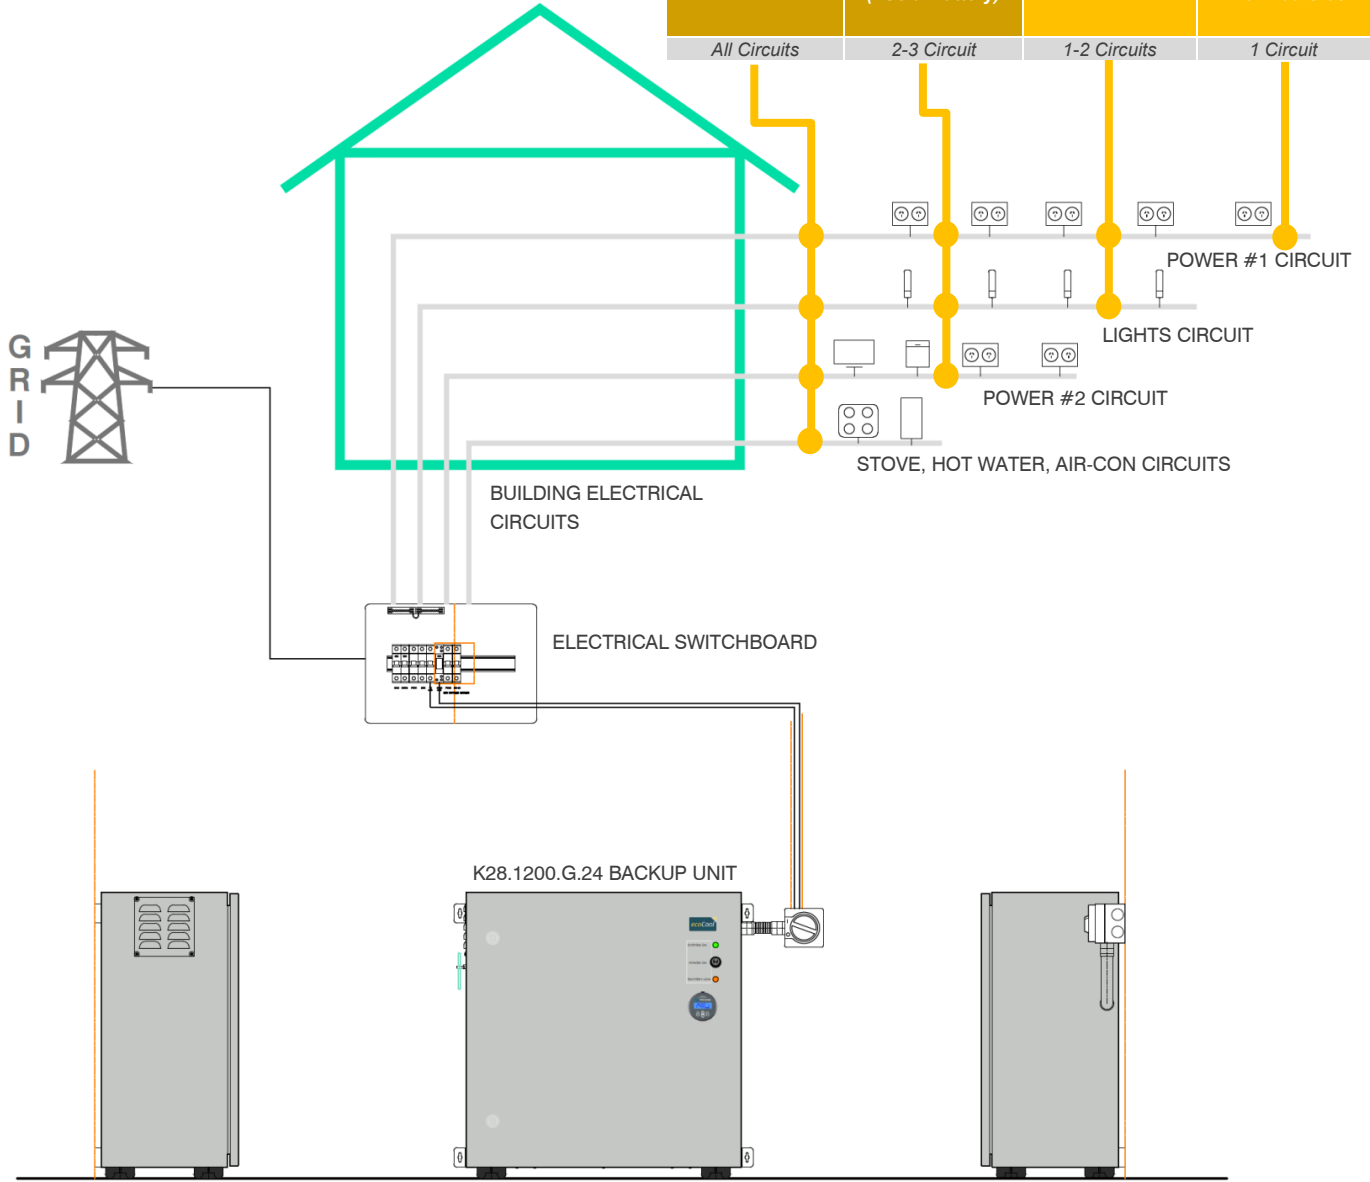 All Circuits
2-3 Circuit
1-2 Circuits
1 Circuit
POWER #1 CIRCUIT
LIGHTS CIRCUIT
POWER #2 CIRCUIT
STOVE, HOT WATER, AIR-CON CIRCUITS
GRID
BUILDING ELECTRICAL
CIRCUITS
ELECTRICAL SWITCHBOARD
K28.1200.G.24 BACKUP UNIT
ecoCool